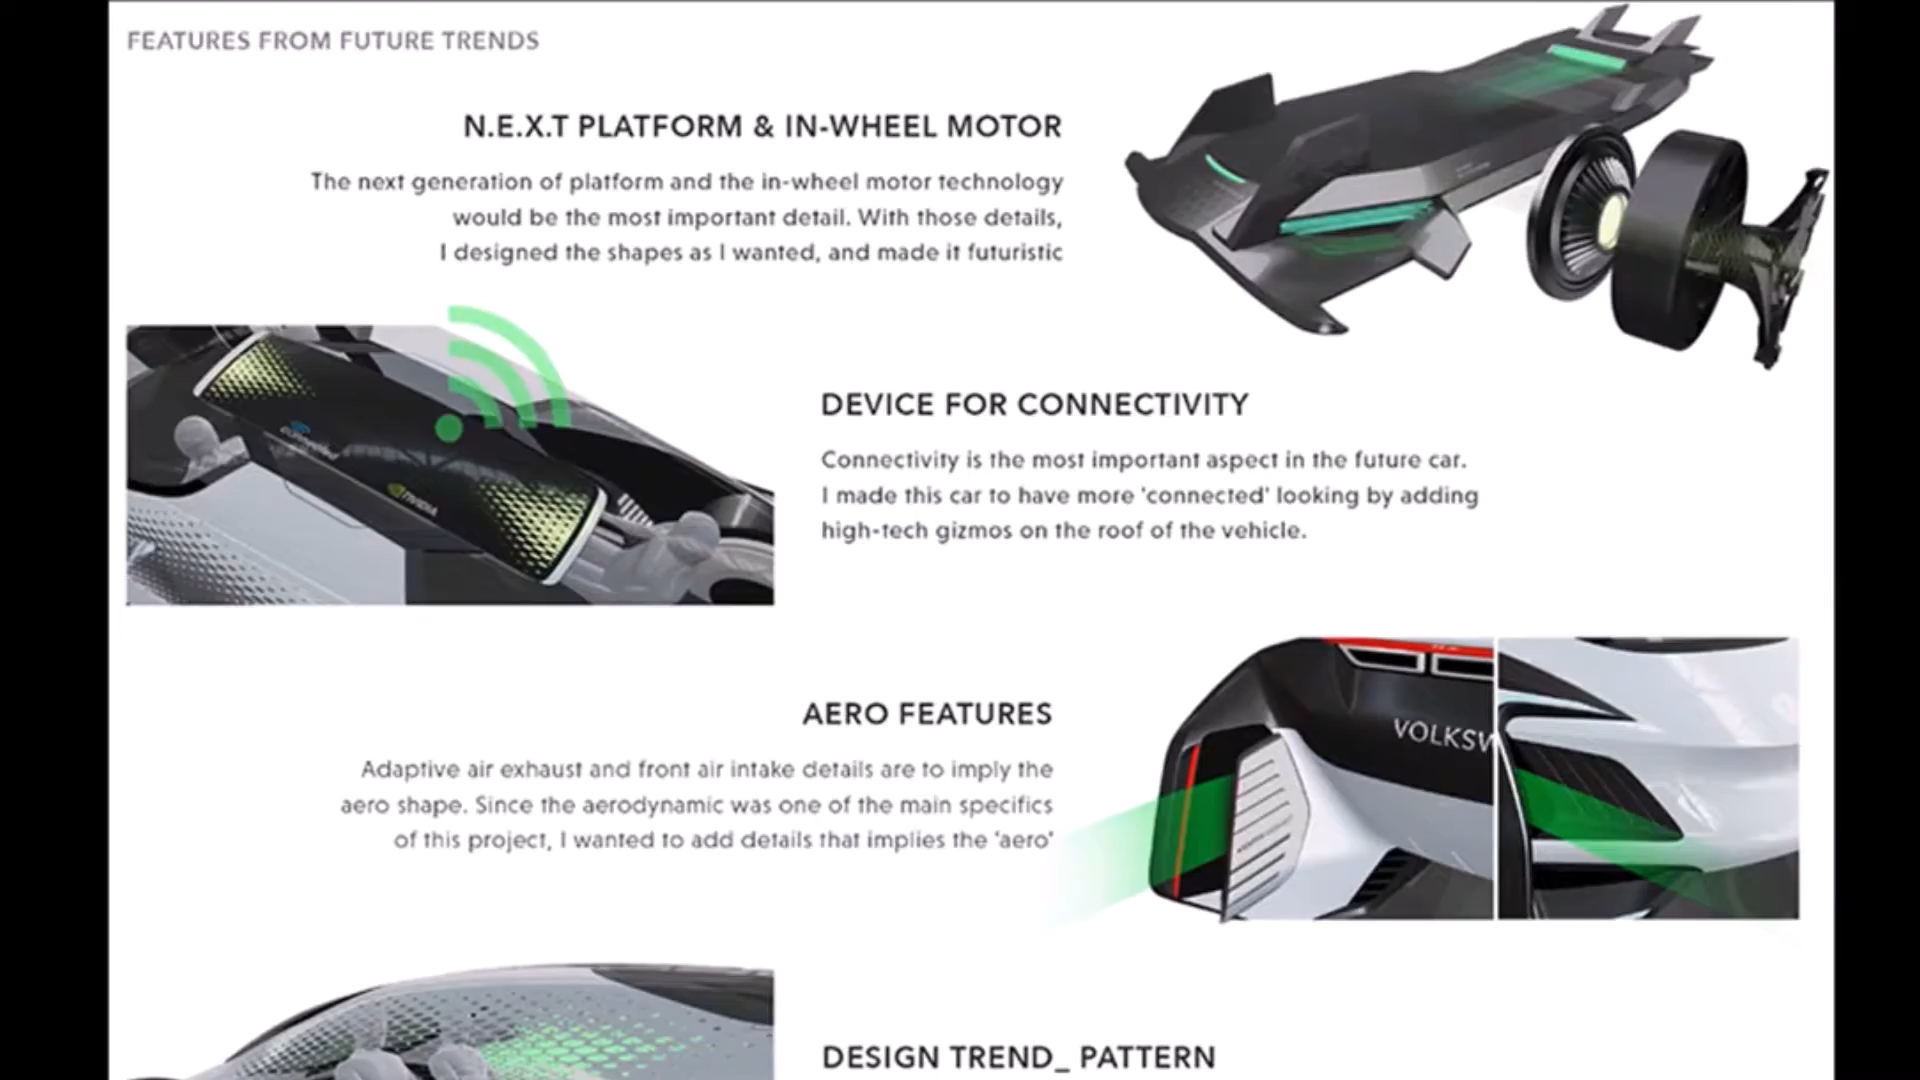 FEATURES FROM FUTURE TRENDS
N.E.X.T PLATFORM & IN-WHEEL MOTOR
The next generation of platform and the in-wheel motor technology
would be the most important detail. With those details,
I designed the shapes as I wanted, and made it futuristic
NVIDIA
DEVICE FOR CONNECTIVITY
Connectivity is the most important aspect in the future car.
I made this car to have more 'connected' looking by adding
high-tech gizmos on the roof of the vehicle.
AERO FEATURES
Adaptive air exhaust and front air intake details are to imply the
aero shape. Since the aerodynamic was one of the main specifics
of this project, I wanted to add details that implies the 'aero'
VOLKSW
DESIGN TREND_ PATTERN